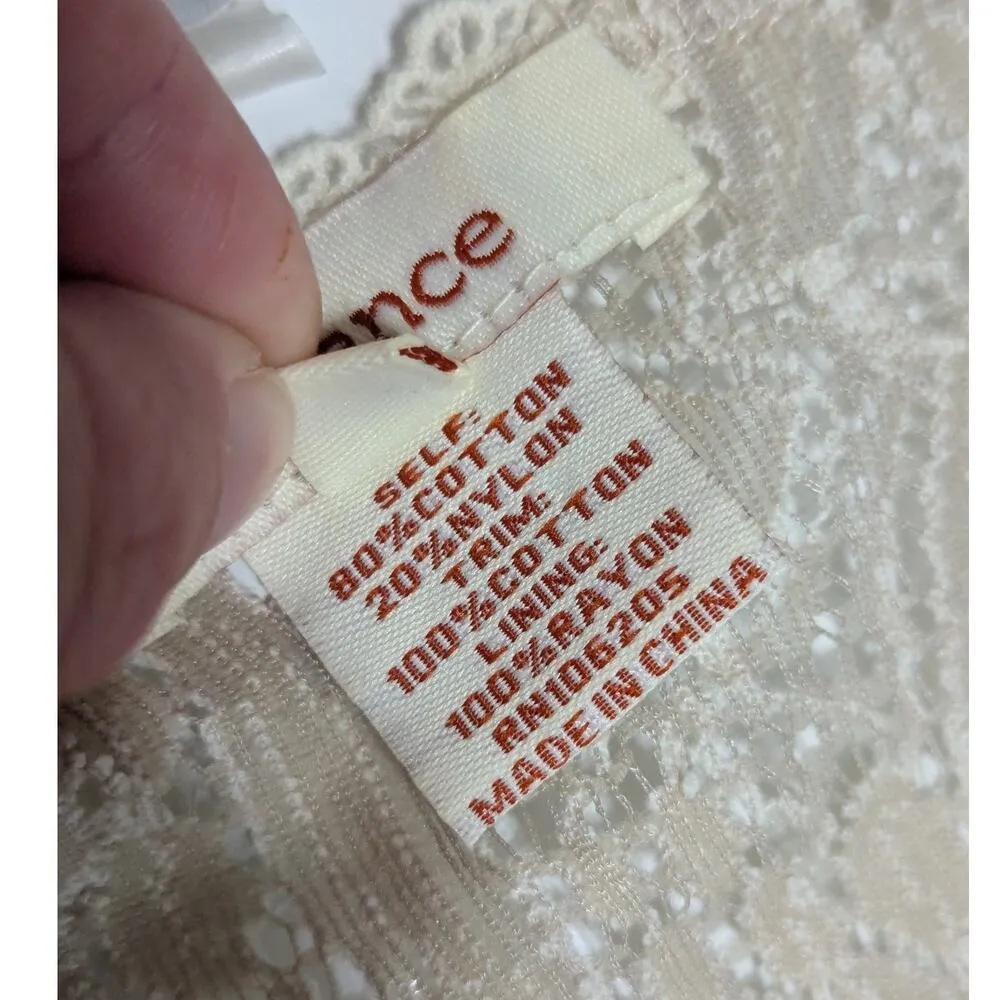 ence
SELF:
80%COTTON
20%NYLON
TRIM:
100%COTTON
LINING:
100%RAYON
RN106205
MADE IN CHINA